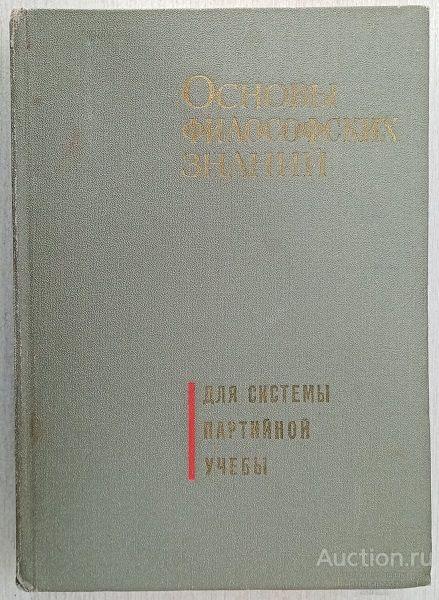 Основы
философских
знаний
для системы
партийной
учебы
Auction.ru